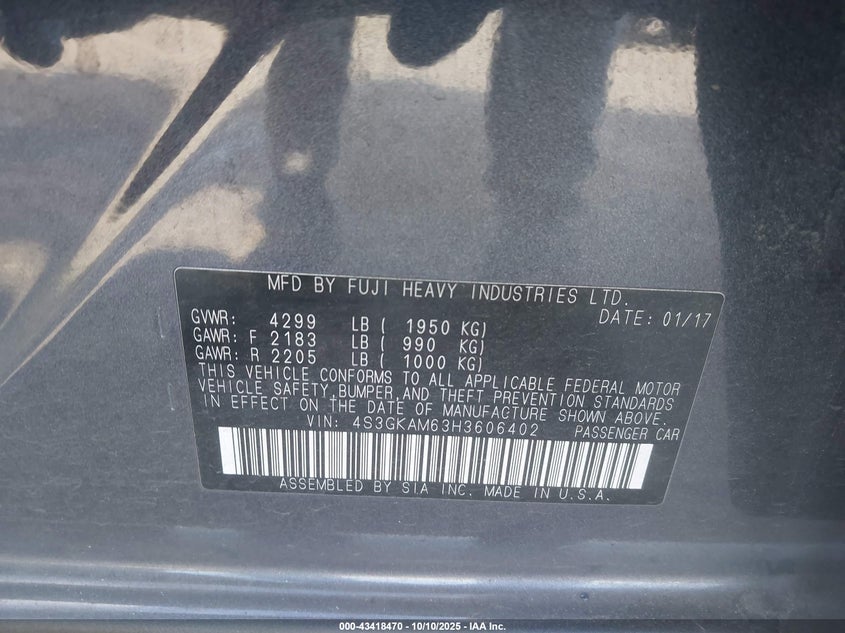 MFD BY FUJI HEAVY INDUSTRIES LTD.
DATE: 01/17
GVWR: 4299 LB ( 1950 KG)
GAWR: F 2183 LB ( 990 KG)
GAWR: R 2205 LB ( 1000 KG)
THIS VEHICLE CONFORMS TO ALL APPLICABLE FEDERAL MOTOR
VEHICLE SAFETY, BUMPER, AND THEFT PREVENTION STANDARDS
IN EFFECT ON THE DATE OF MANUFACTURE SHOWN ABOVE.
VIN: 4S3GKAM63H3606402 PASSENGER CAR
ASSEMBLED BY SIA INC. MADE IN U.S.A.
000-43418470 - 10/10/2025 - IAA Inc.